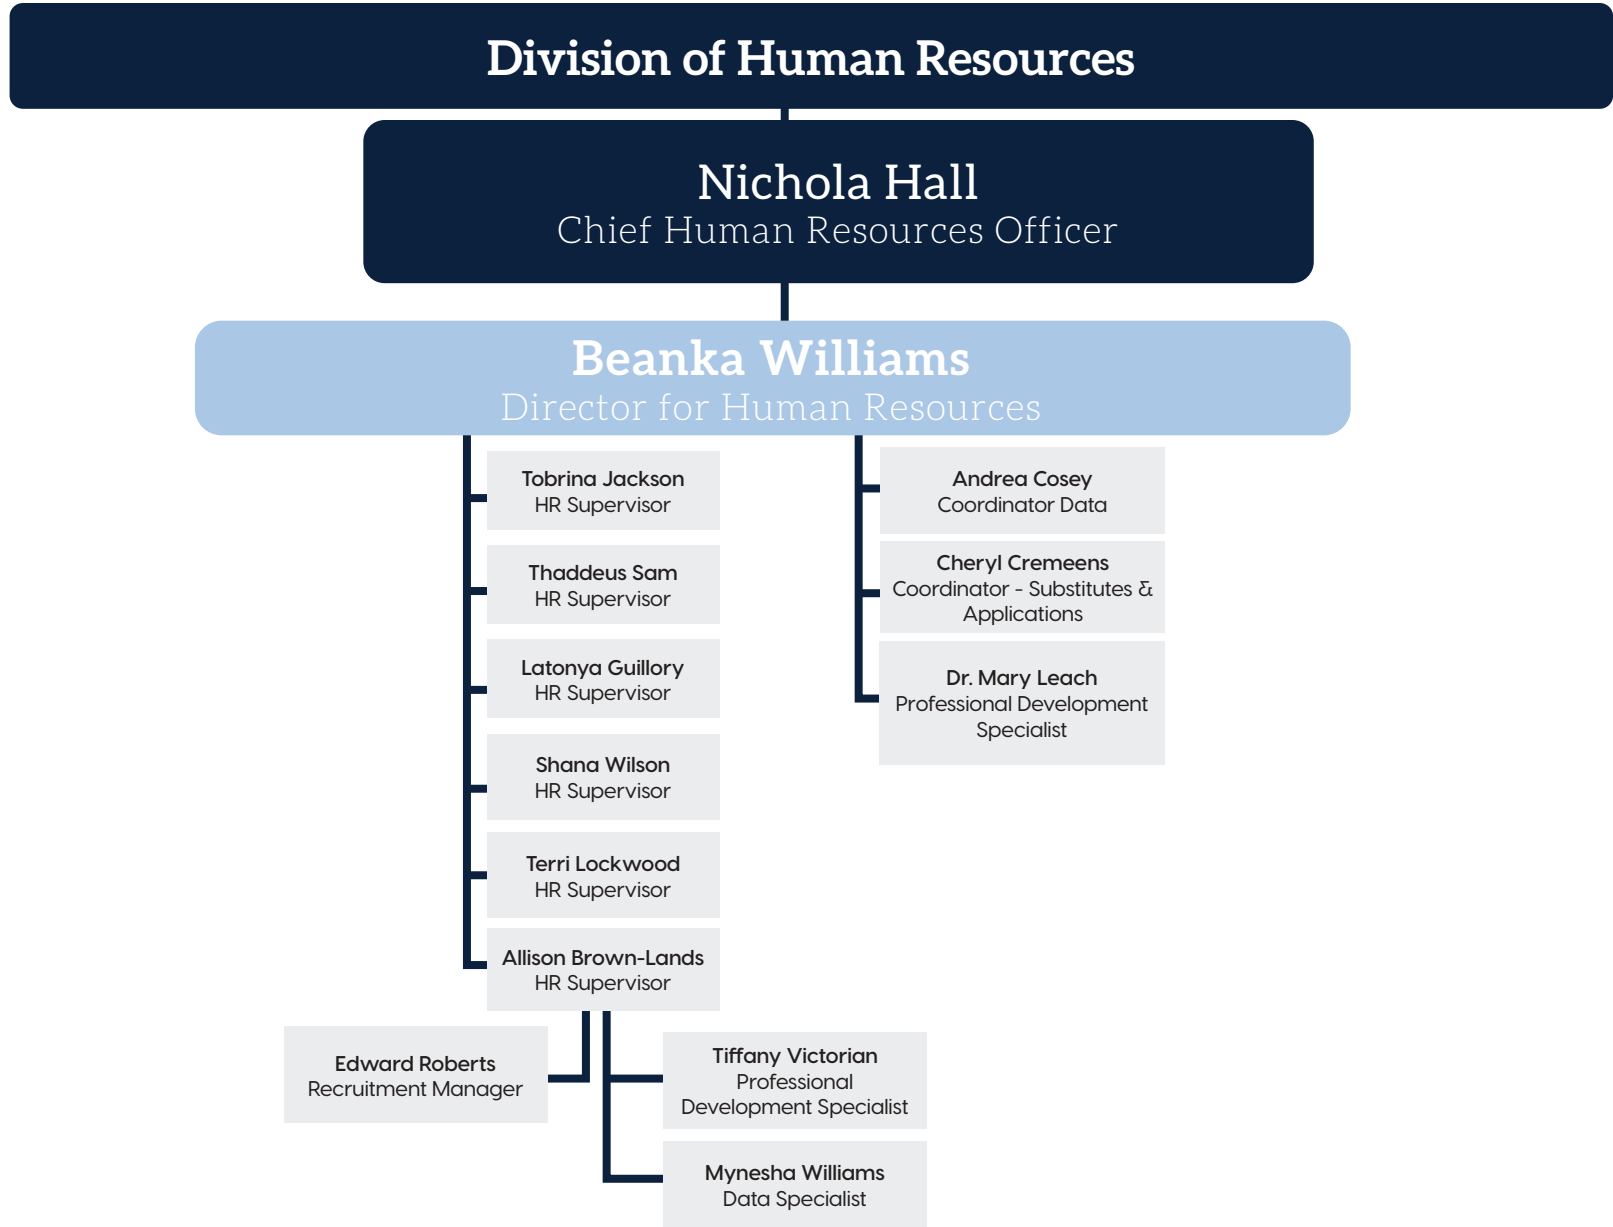 Division of Human Resources
Nichola Hall
Chief Human Resources Officer
Beanka Williams
Director for Human Resources
Tobrina Jackson
HR Supervisor
Thaddeus Sam
HR Supervisor
Latonya Guillory
HR Supervisor
Shana Wilson
HR Supervisor
Terri Lockwood
HR Supervisor
Allison Brown-Lands
HR Supervisor
Andrea Cosey
Coordinator Data
Cheryl Cremeens
Coordinator - Substitutes &
Applications
Dr. Mary Leach
Professional Development
Specialist
Edward Roberts
Recruitment Manager
Tiffany Victorian
Professional
Development Specialist
Mynesha Williams
Data Specialist